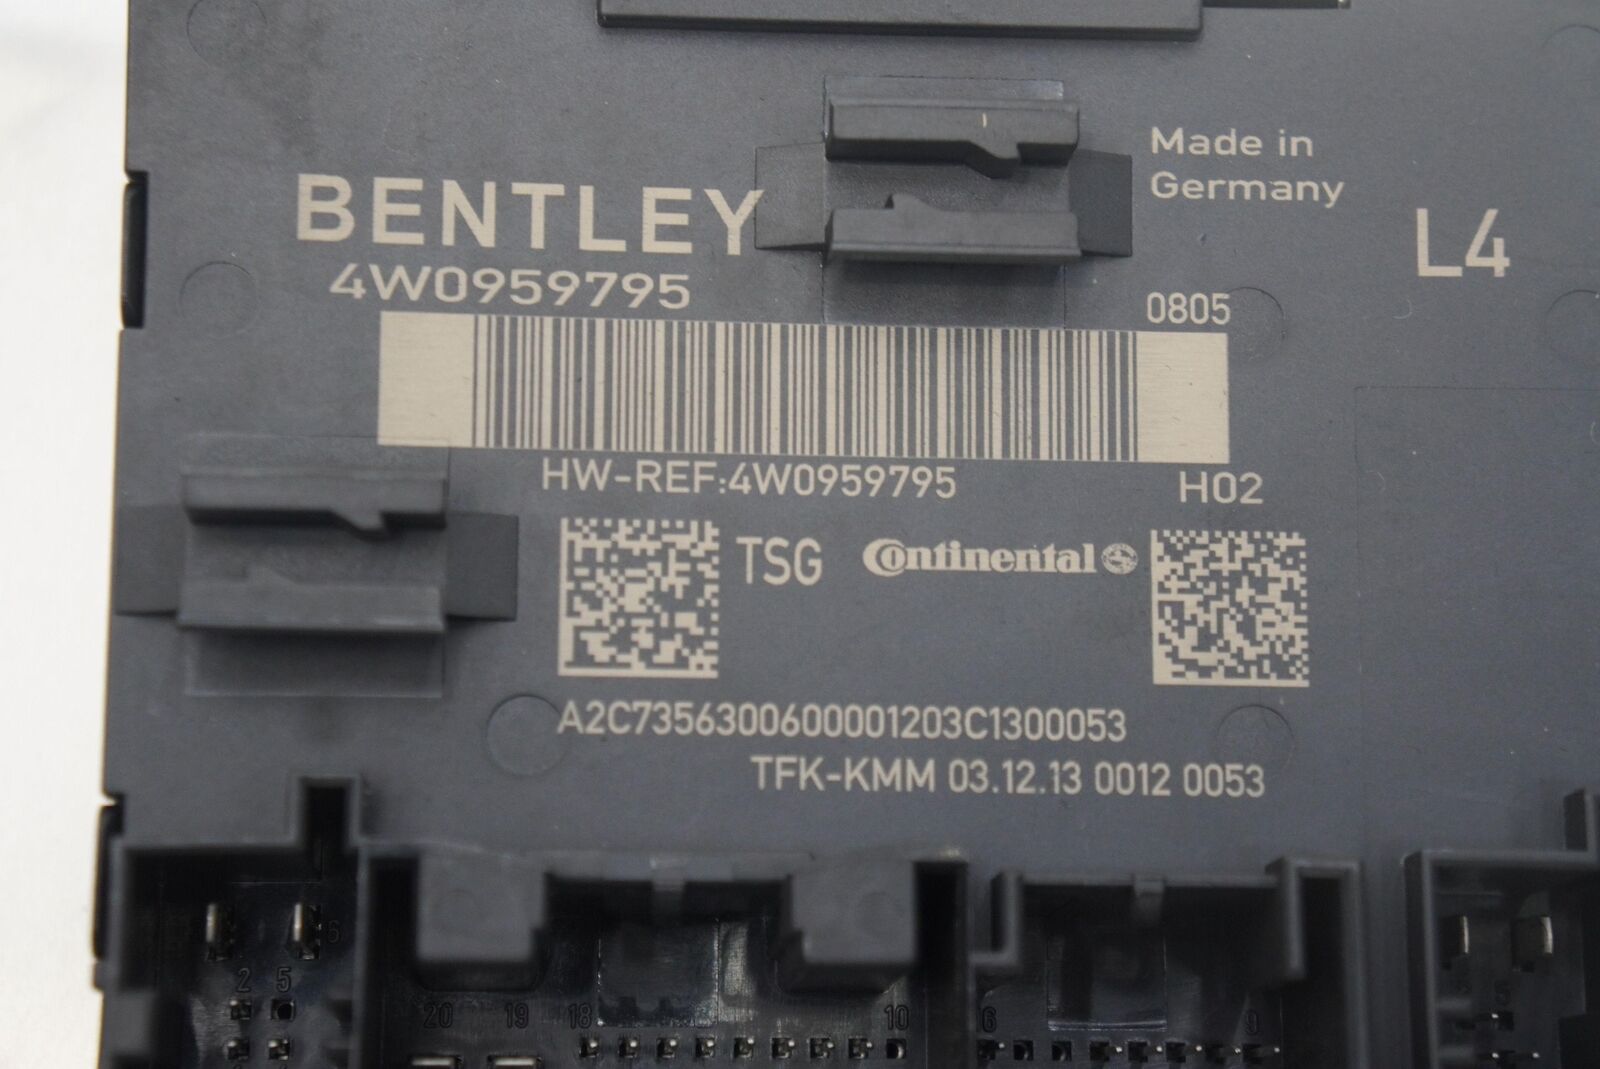 Made in
Germany
BENTLEY
L4
4W0959795
0805
HW-REF:4W0959795
H02
TSG
Continental
A2C7356300600001203C1300053
TFK-KMM 03.12.13 0012 0053
6
2 5
20 19 18 10 9